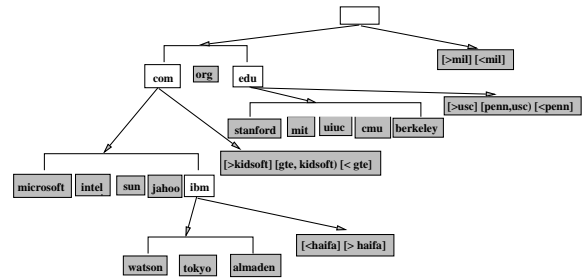 [>mil] [<mil]
com
org
edu
[>usc] [penn,usc) [<penn]
stanford
mit
uiuc
cmu
berkeley
[>kidsoft] [gte, kidsoft) [< gte]
microsoft
intel
sun
jahoo
ibm
[<haifa] [> haifa]
watson
tokyo
almaden